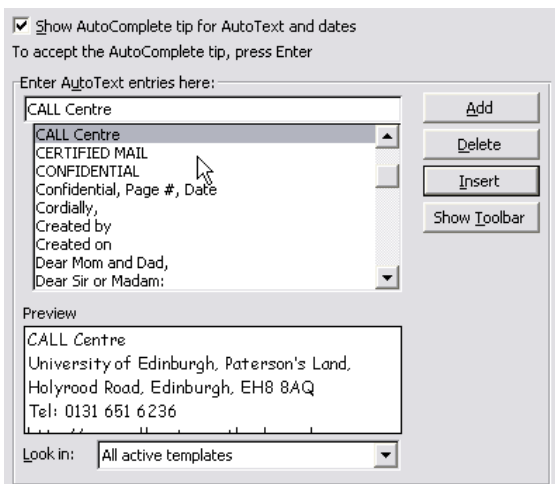 Show AutoComplete tip for AutoText and dates
To accept the AutoComplete tip, press Enter
Enter AutoText entries here:
CALL Centre
Add
CALL Centre
CERTIFIED MAIL
CONFIDENTIAL
Confidential, Page #, Date
Cordially,
Created by
Created on
Dear Mom and Dad,
Dear Sir or Madam:
Delete
Insert
Show Toolbar
Preview
CALL Centre
University of Edinburgh, Paterson's Land,
Holyrood Road, Edinburgh, EH8 8AQ
Tel: 0131 651 6236
Look in: All active templates